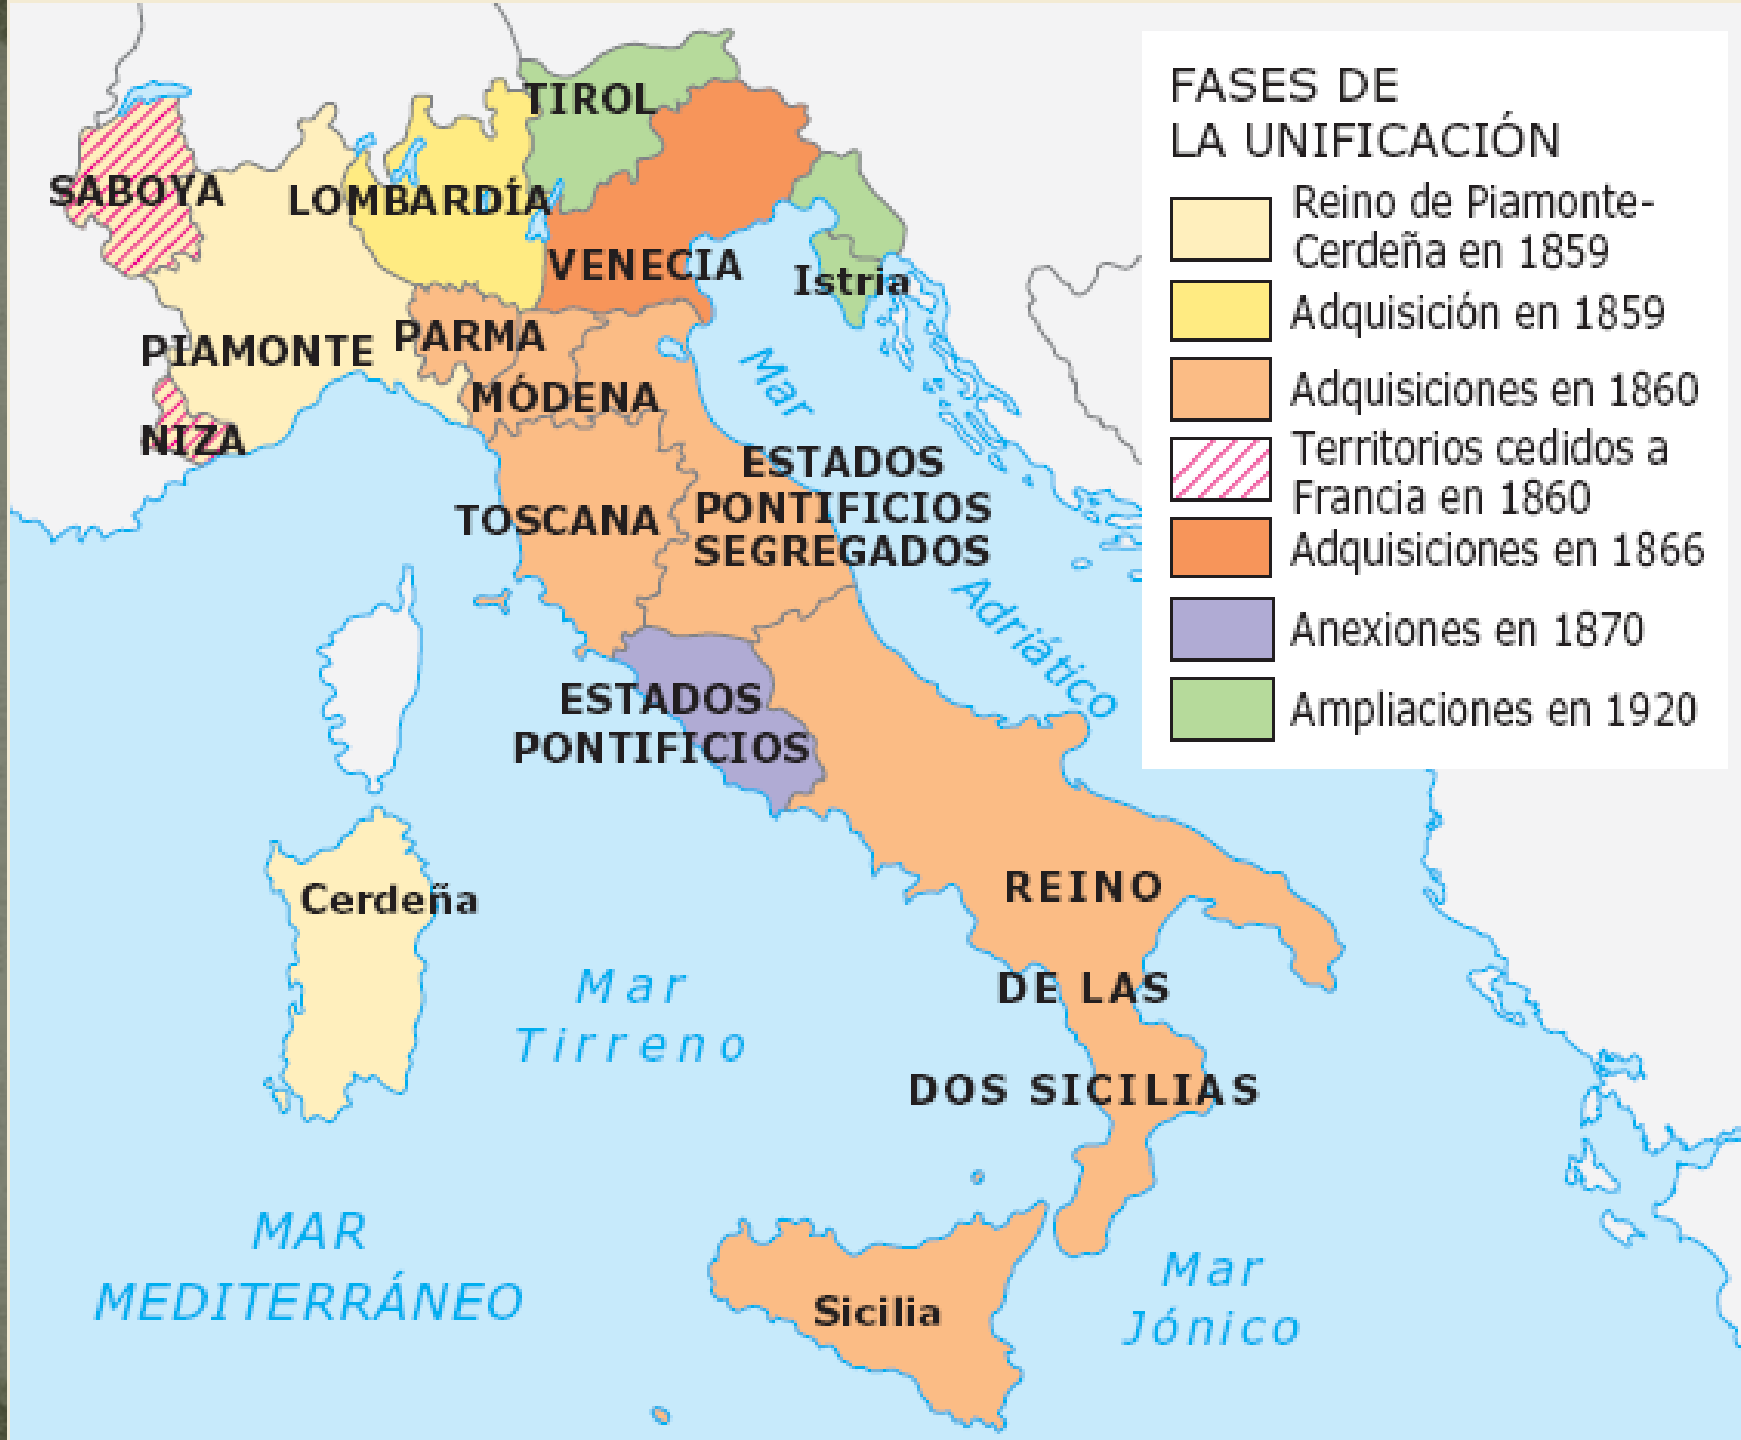 FASES DE
LA UNIFICACIÓN
Reino de Piamonte-
Cerdeña en 1859
Adquisición en 1859
Adquisiciones en 1860
Territorios cedidos a
Francia en 1860
Adquisiciones en 1866
Anexiones en 1870
Ampliaciones en 1920
TIROL
SABOYA
LOMBARDÍA
VENECIA
Istria
PIAMONTE
PARMA
MÓDENA
NIZA
Mar
Adriático
ESTADOS
PONTIFICIOS
SEGREGADOS
TOSCANA
ESTADOS
PONTIFICIOS
Cerdeña
REINO
DE LAS
DOS SICILIAS
Mar
Tirreno
MAR
MEDITERRÁNEO
Sicilia
Mar
Jónico